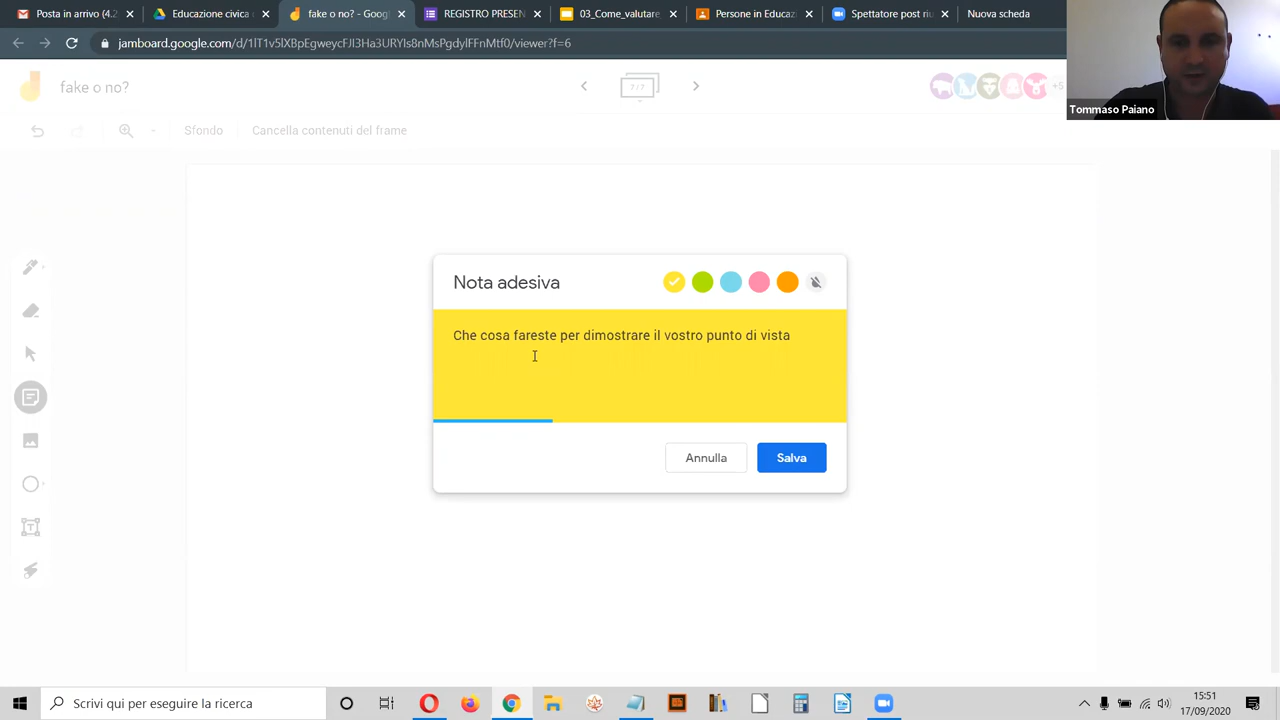 Posta in arrivo (4.2
Educazione civica
fake o no? - Goog
REGISTRO PRESEN
03_Come_valutare
Persone in Educaz
Spettatore post riu
Nuova scheda
jamboard.google.com/d/1lT1v5lXBpEgweycFJI3Ha3URYls8nMsPgdylFFnMtf0/viewer?f=6
fake o no?
7 / 7
+5
Tommaso Paiano
Sfondo
Cancella contenuti del frame
Nota adesiva
Che cosa fareste per dimostrare il vostro punto di vista
Annulla
Salva
Scrivi qui per eseguire la ricerca
15:51
17/09/2020